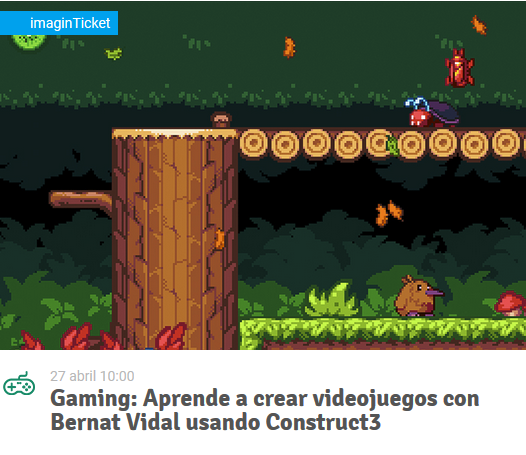 imaginTicket
27 abril 10:00
Gaming: Aprende a crear videojuegos con
Bernat Vidal usando Construct3